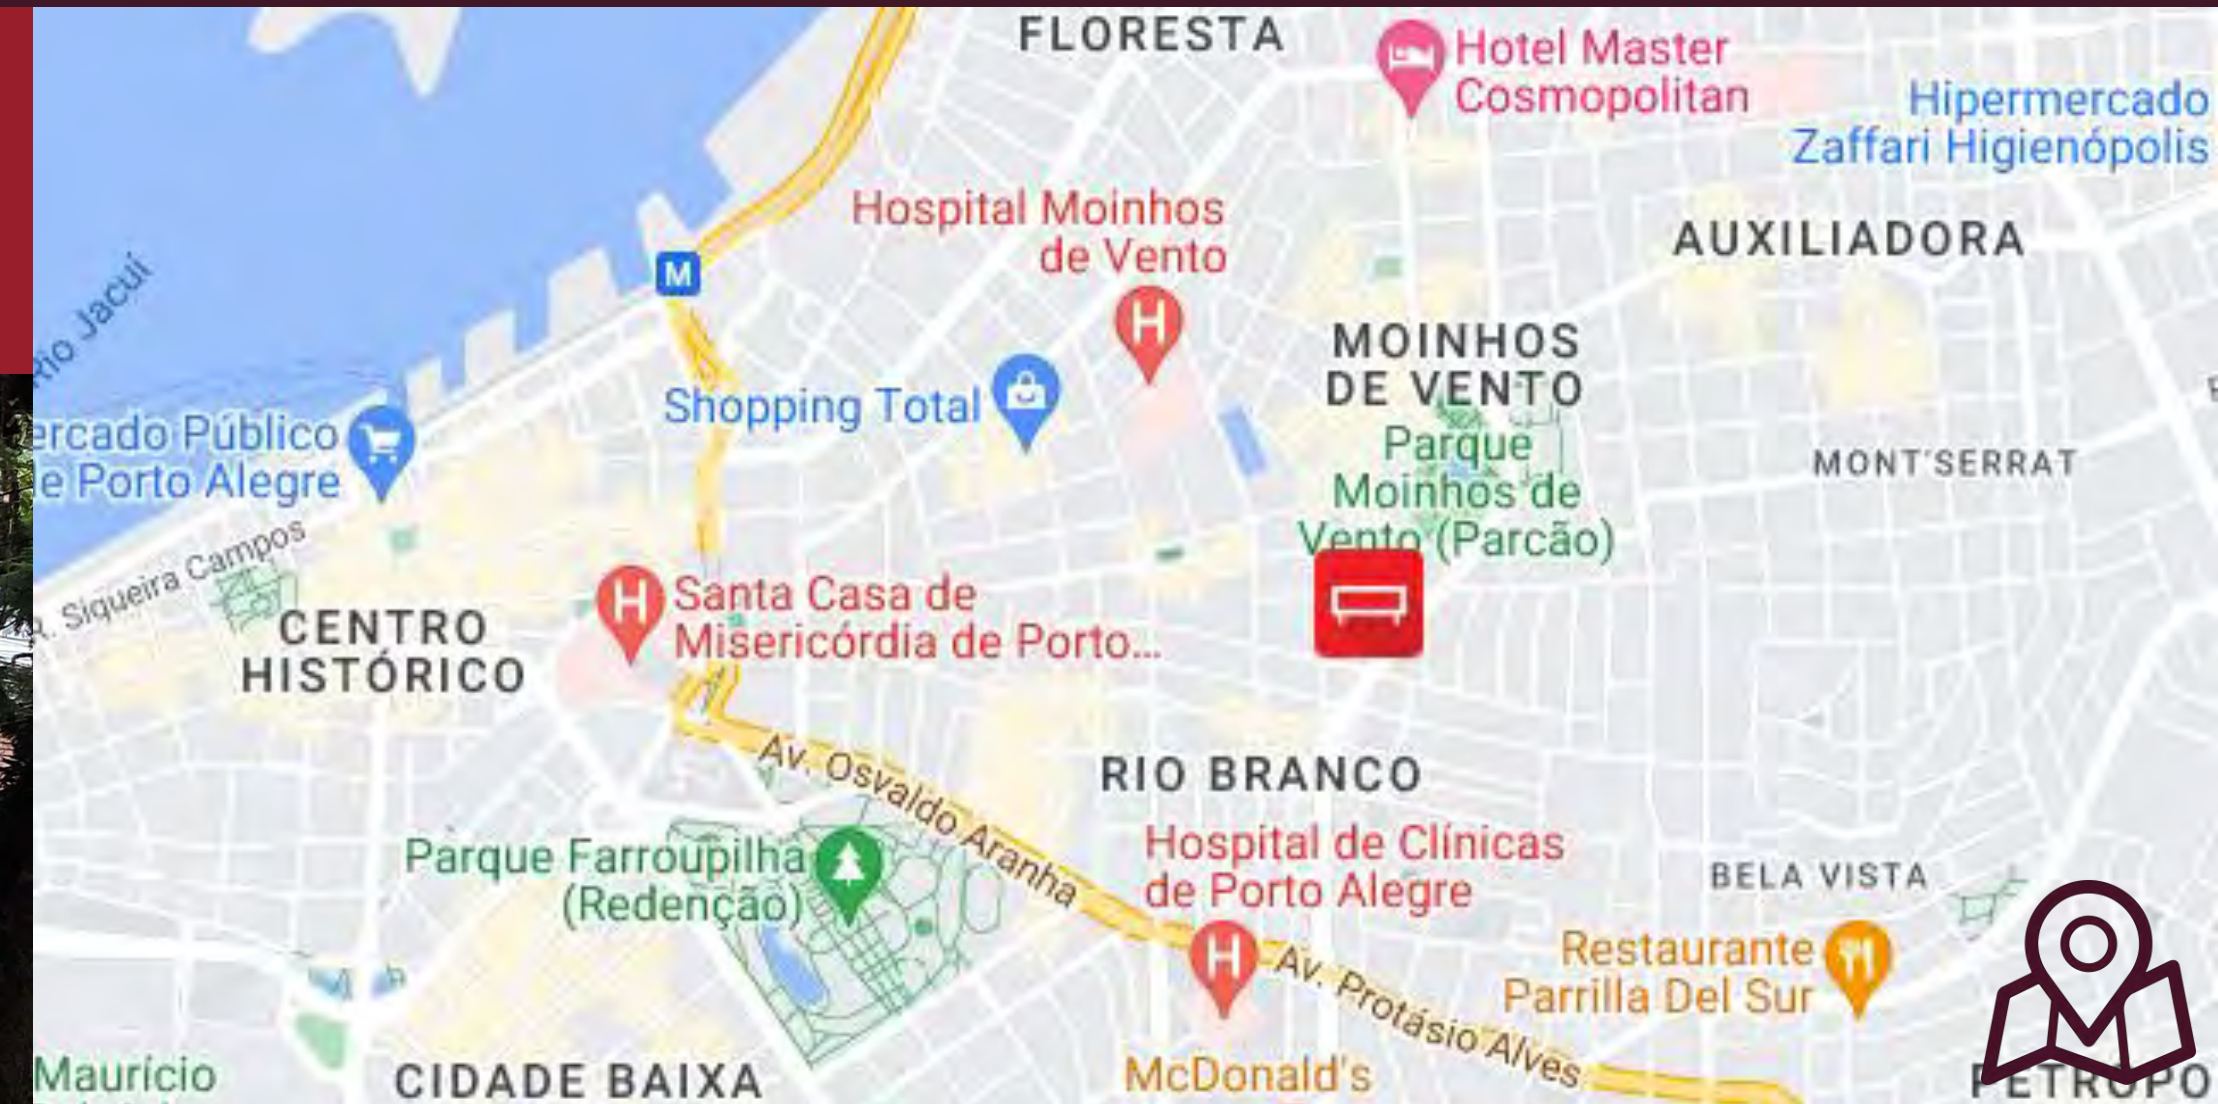 FLORESTA
Hotel Master
Cosmopolitan
Hipermercado
Zaffari Higienópolis
Hospital Moinhos
de Vento
AUXILIADORA
M
Rio Jacuí
H
MOINHOS
DE VENTO
Shopping Total
Parque
Moinhos de
Vento (Parcão)
MONT'SERRAT
ercado Público
e Porto Alegre
R. Siqueira Campos
CENTRO
HISTÓRICO
H
Santa Casa de
Misericórdia de Porto...
Av. Osvaldo Aranha
RIO BRANCO
Parque Farroupilha
(Redenção)
Hospital de Clínicas
de Porto Alegre
H
BELA VISTA
Restaurante
Parrilla Del Sur
Av. Protásio Alves
Maurício
CIDADE BAIXA
McDonald's
PETRÓPO